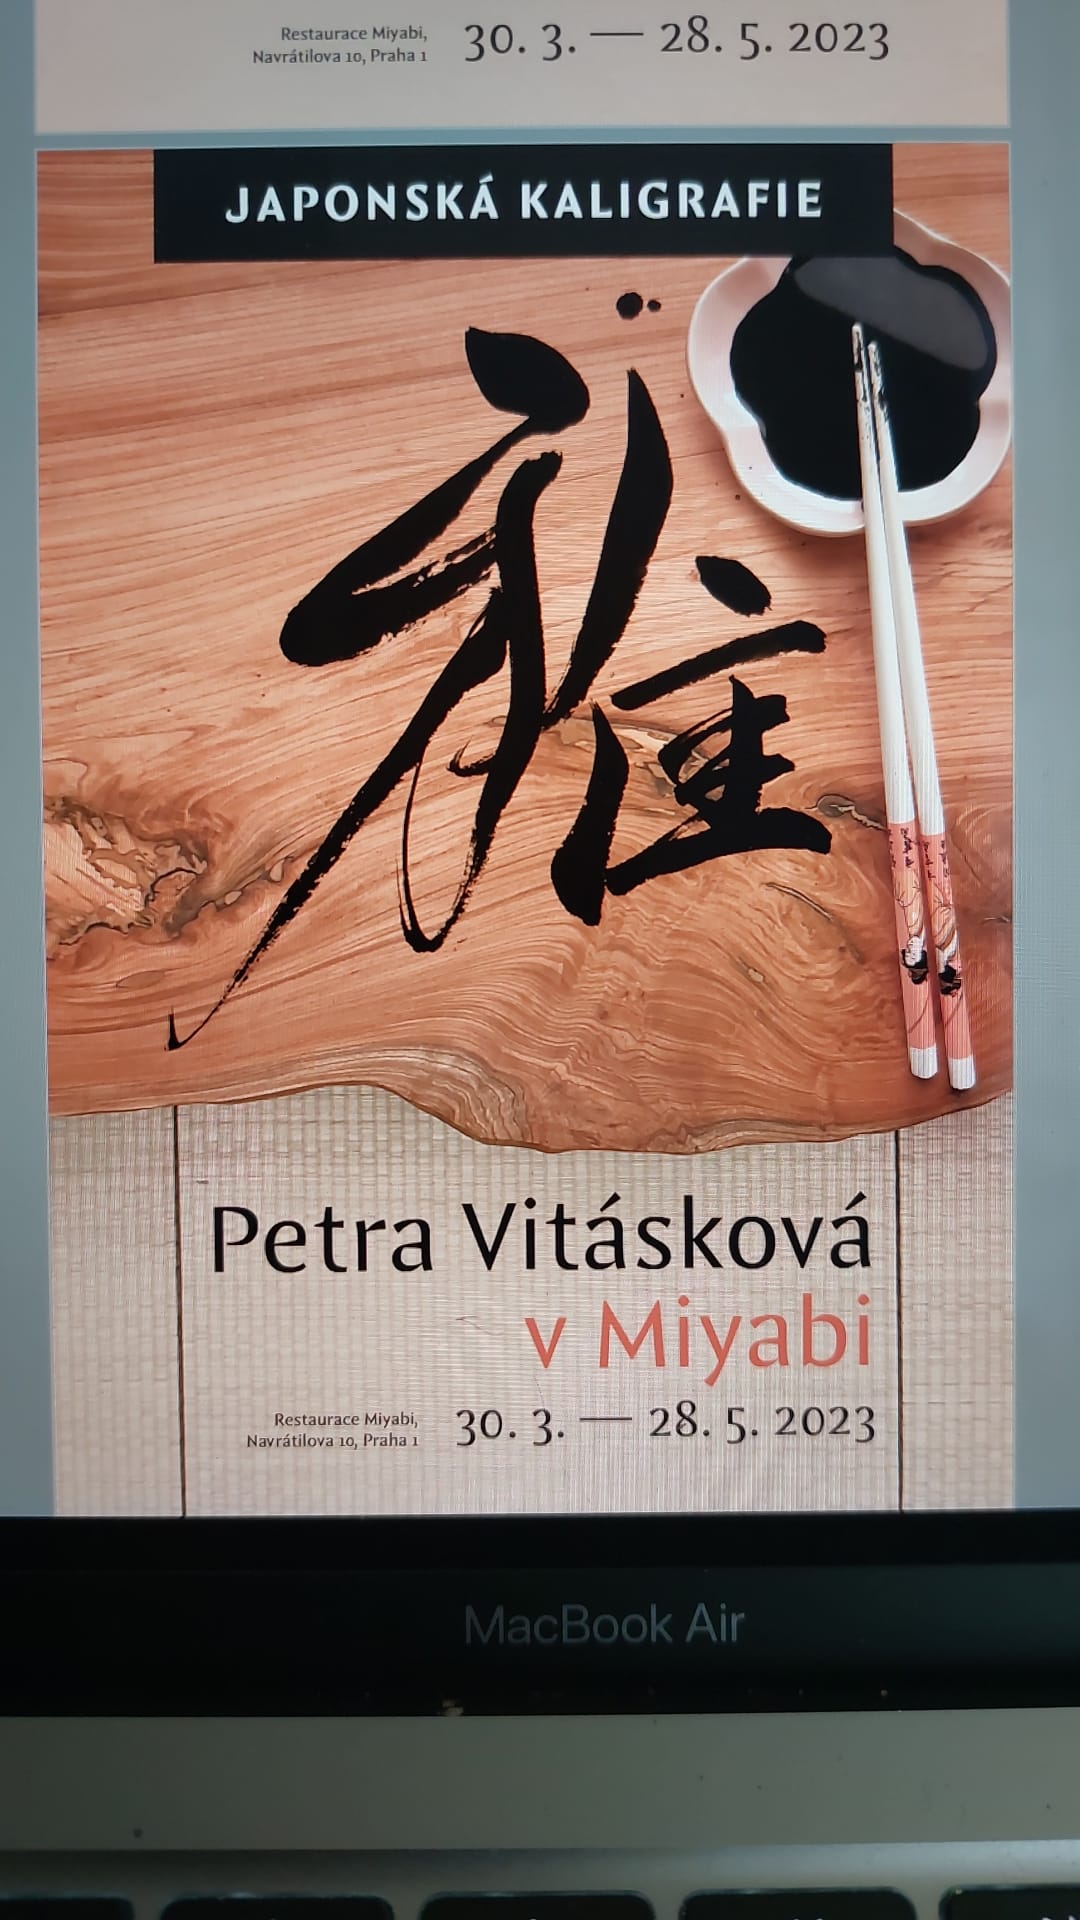 Restaurace Miyabi,
Navrátilova 10, Praha 1
30. 3. — 28. 5. 2023
JAPONSKÁ KALIGRAFIE
雅
Petra Vitásková
v Miyabi
Restaurace Miyabi,
Navrátilova 10, Praha 1
30. 3. — 28. 5. 2023
MacBook Air